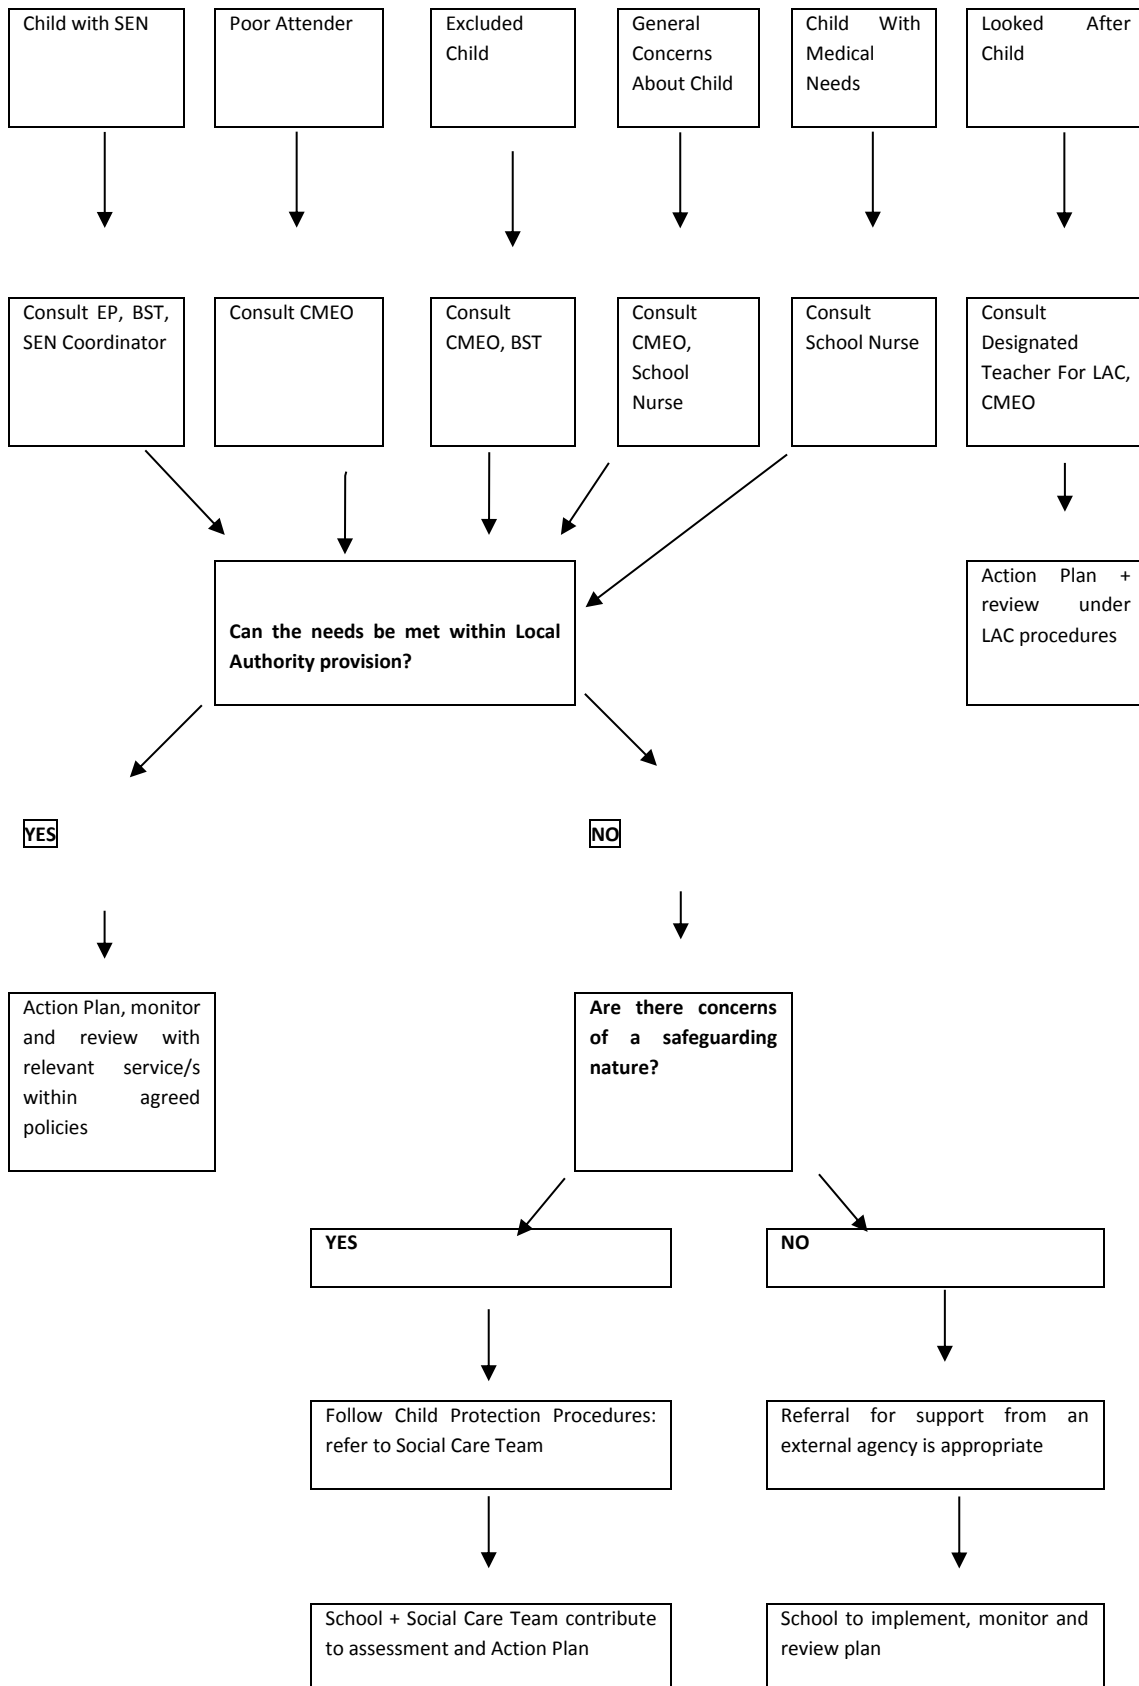 Child with SEN
Poor Attender
Excluded
Child
General
Concerns
About Child
Child With
Medical
Needs
Looked After
Child
Consult EP, BST,
SEN Coordinator
Consult CMEO
Consult
CMEO, BST
Consult
CMEO,
School
Nurse
Consult
School Nurse
Consult
Designated
Teacher For LAC,
CMEO
Can the needs be met within Local
Authority provision?
Action Plan +
review under
LAC procedures
YES
NO
Action Plan, monitor
and review with
relevant service/s
within agreed
policies
Are there concerns
of a safeguarding
nature?
YES
NO
Follow Child Protection Procedures:
refer to Social Care Team
Referral for support from an
external agency is appropriate
School + Social Care Team contribute
to assessment and Action Plan
School to implement, monitor and
review plan